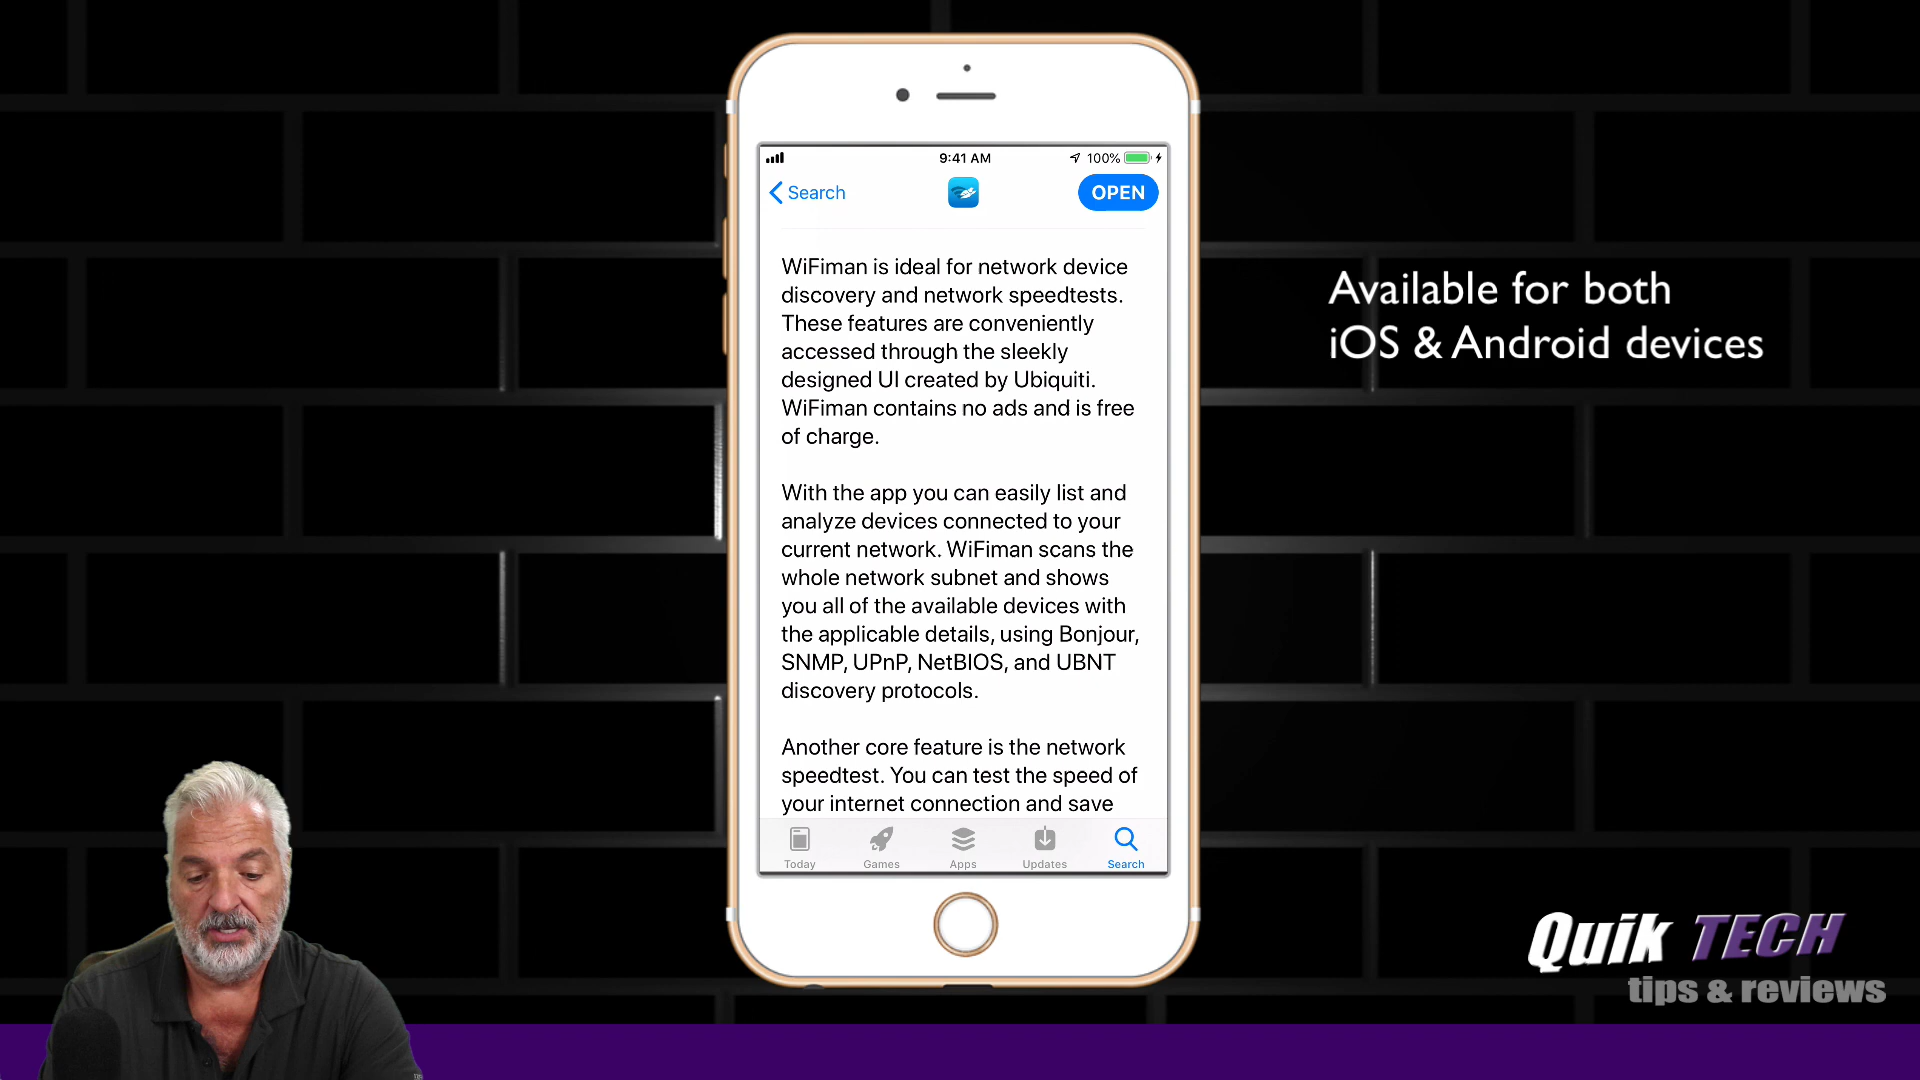 9:41 AM
100%
Search
OPEN
WiFiman is ideal for network device
discovery and network speedtests.
These features are conveniently
accessed through the sleekly
designed UI created by Ubiquiti.
WiFiman contains no ads and is free
of charge.
With the app you can easily list and
analyze devices connected to your
current network. WiFiman scans the
whole network subnet and shows
you all of the available devices with
the applicable details, using Bonjour,
SNMP, UPnP, NetBIOS, and UBNT
discovery protocols.
Another core feature is the network
speedtest. You can test the speed of
your internet connection and save
Today
Games
Apps
Updates
Search
Available for both
iOS & Android devices
Quik TECH
tips & reviews